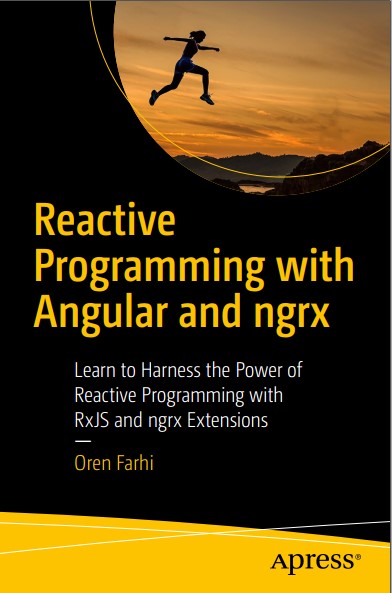 Reactive
Programming with
Angular and ngrx
Learn to Harness the Power of
Reactive Programming with
RxJS and ngrx Extensions
Oren Farhi
Apress®